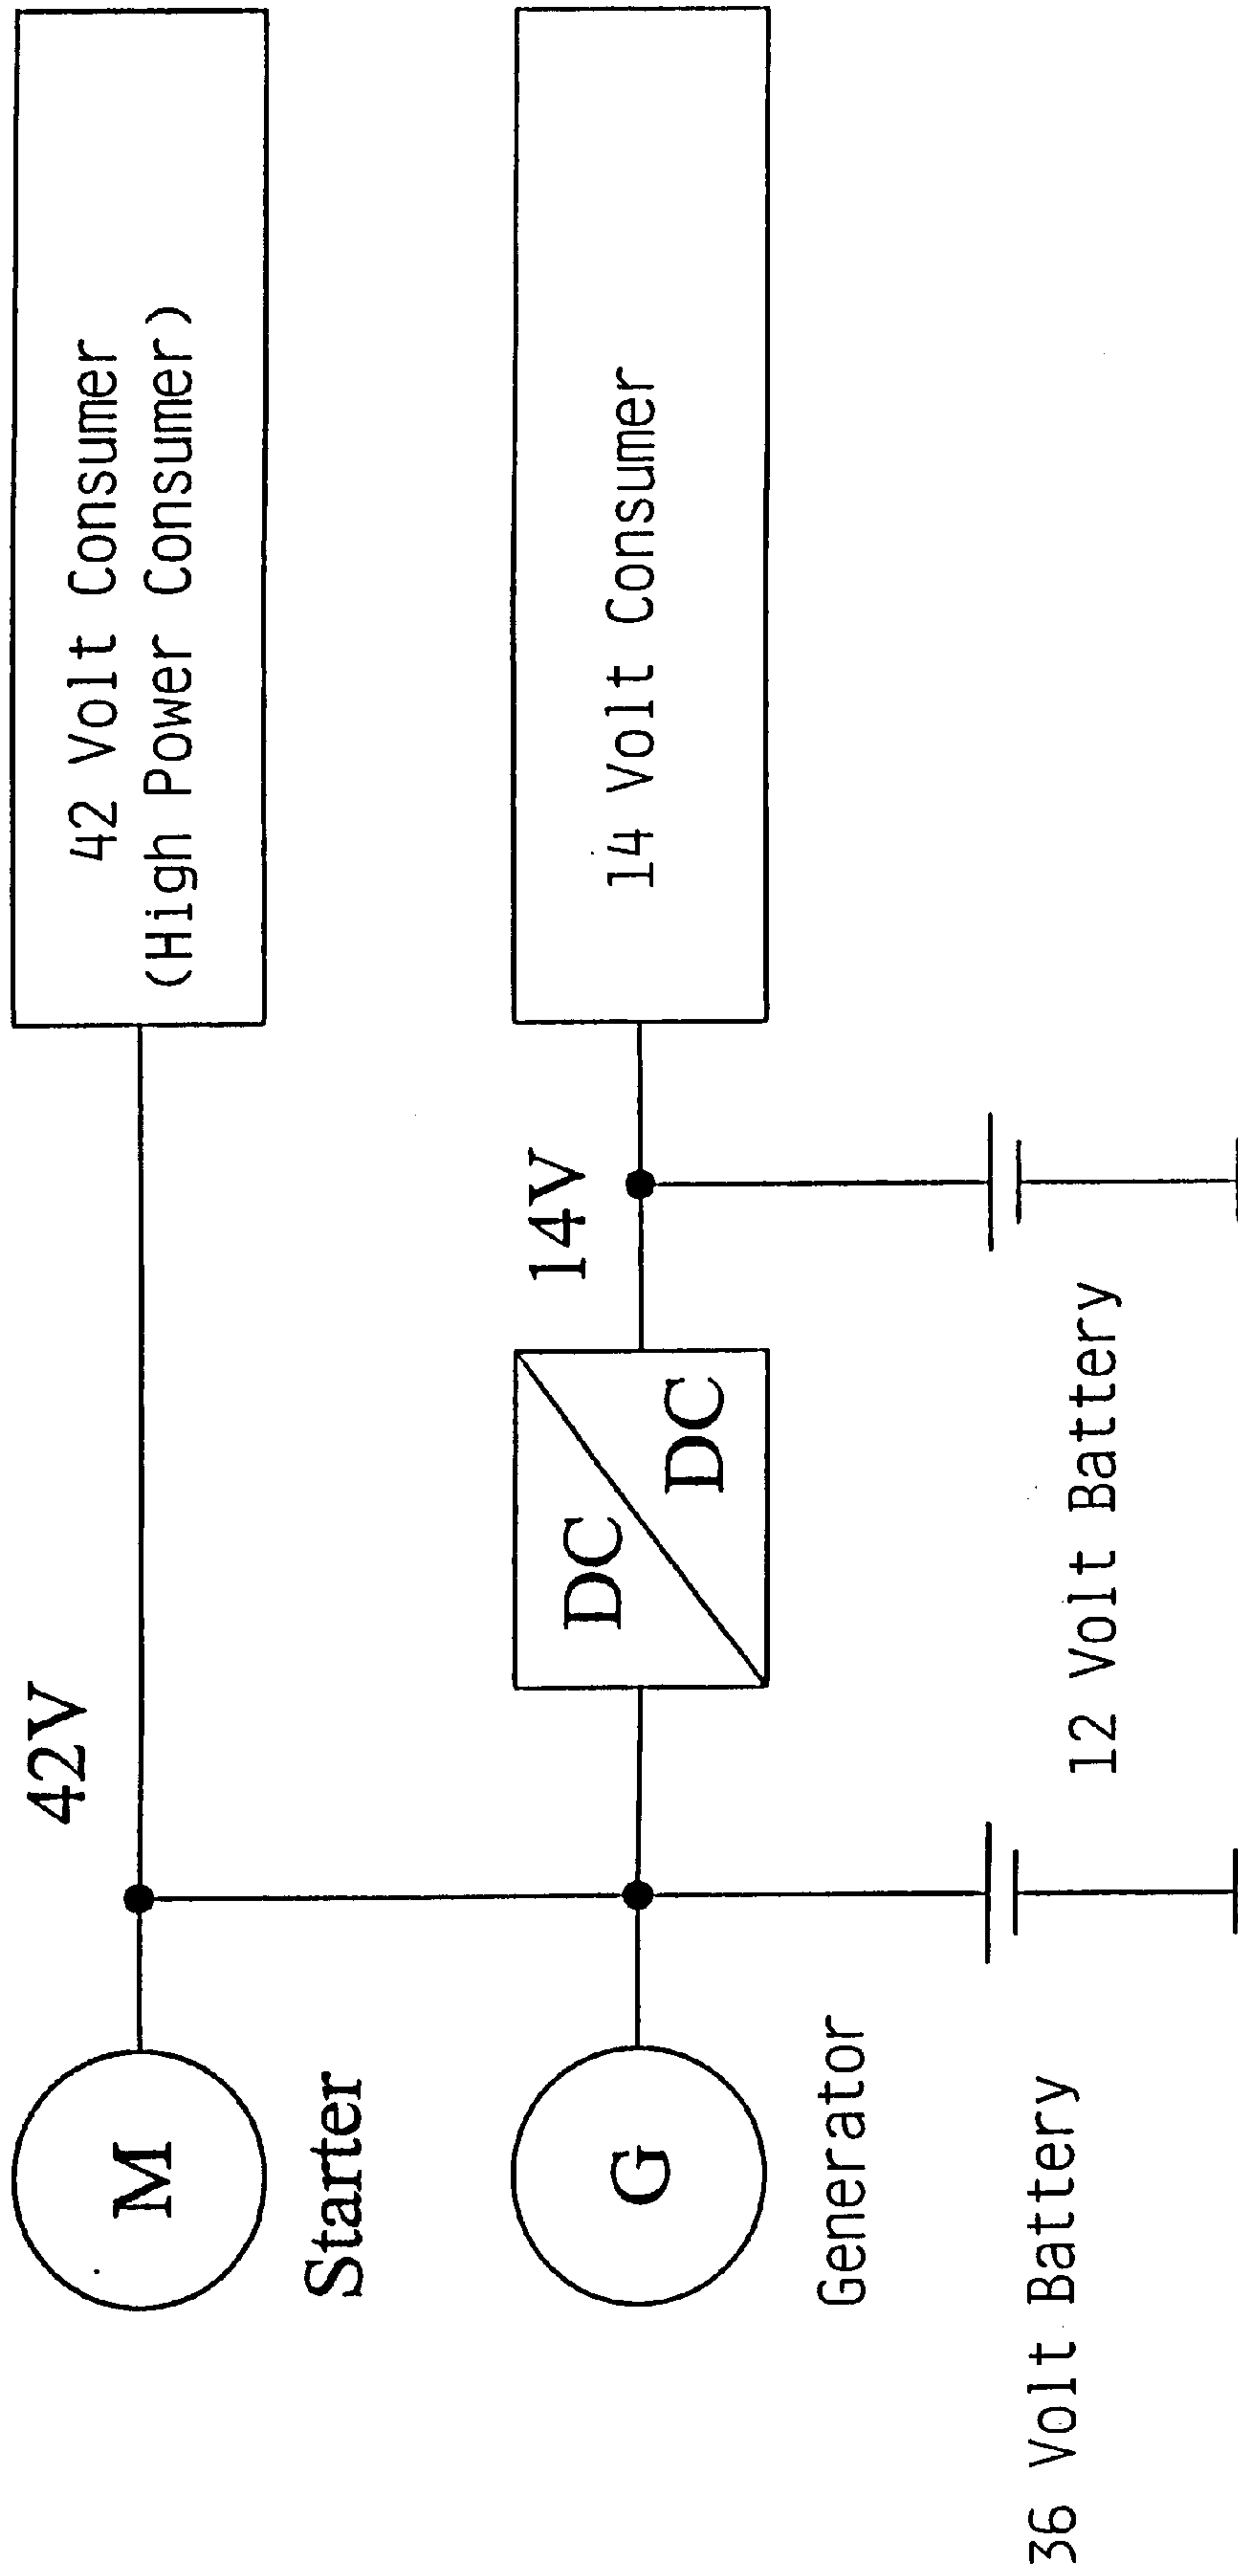 M
42V
42 Volt Consumer
(High Power Consumer)
Starter
G
DC
DC
14V
14 Volt Consumer
Generator
36 Volt Battery
12 Volt Battery